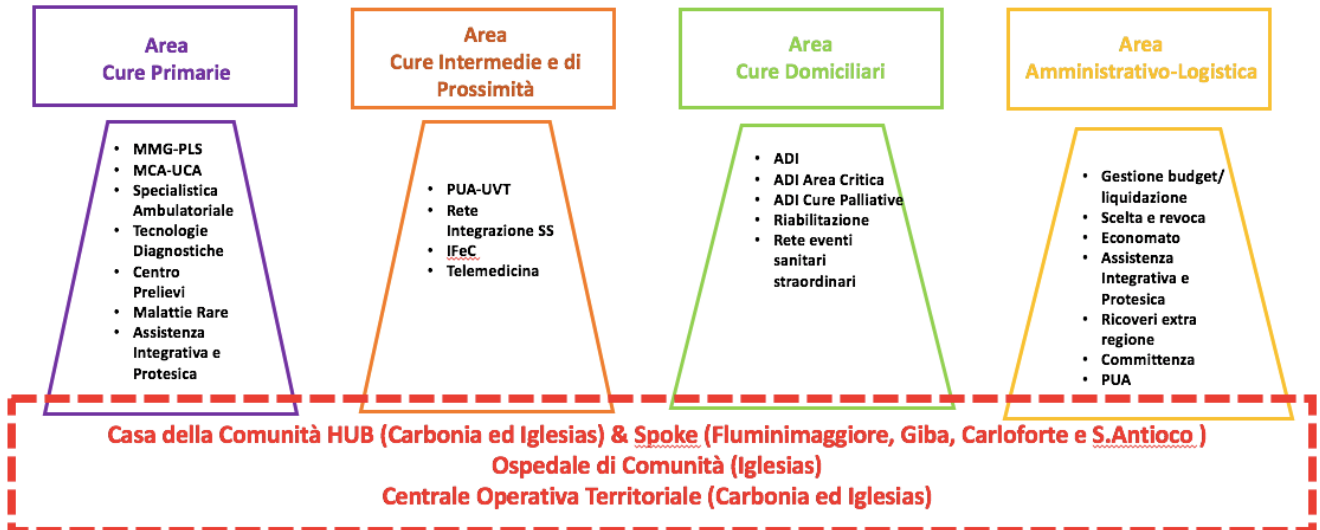 Area
Cure Primarie
• MMG-PLS
• MCA-UCA
• Specialistica
Ambulatoriale
• Tecnologie
Diagnostiche
• Centro
Prelievi
• Malattie Rare
• Assistenza
Integrativa e
Protesica
Area
Cure Intermedie e di
Prossimità
• PUA-UVT
• Rete
Integrazione SS
• IFeC
• Telemedicina
Area
Cure Domiciliari
• ADI
• ADI Area Critica
• ADI Cure Palliative
• Riabilitazione
• Rete eventi
sanitari
straordinari
Area
Amministrativo-Logistica
• Gestione budget/
liquidazione
• Scelta e revoca
• Economato
• Assistenza
Integrativa e
Protesica
• Ricoveri extra
regione
• Committenza
• PUA
Casa della Comunità HUB (Carbonia ed Iglesias) & Spoke (Fluminimaggiore, Giba, Carloforte e S.Antioco )
Ospedale di Comunità (Iglesias)
Centrale Operativa Territoriale (Carbonia ed Iglesias)